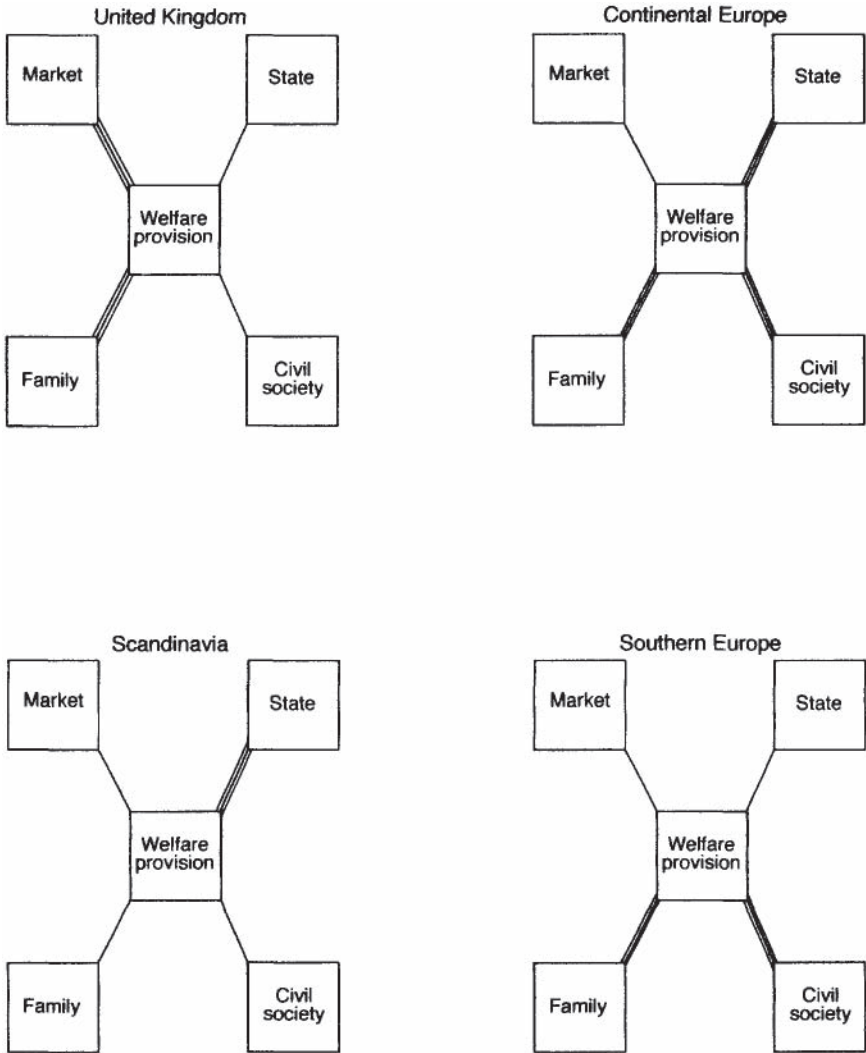 United Kingdom
Market
State
Welfare
provision
Family
Civil
society
Continental Europe
Market
State
Welfare
provision
Family
Civil
society
Scandinavia
Market
State
Welfare
provision
Family
Civil
society
Southern Europe
Market
State
Welfare
provision
Family
Civil
society